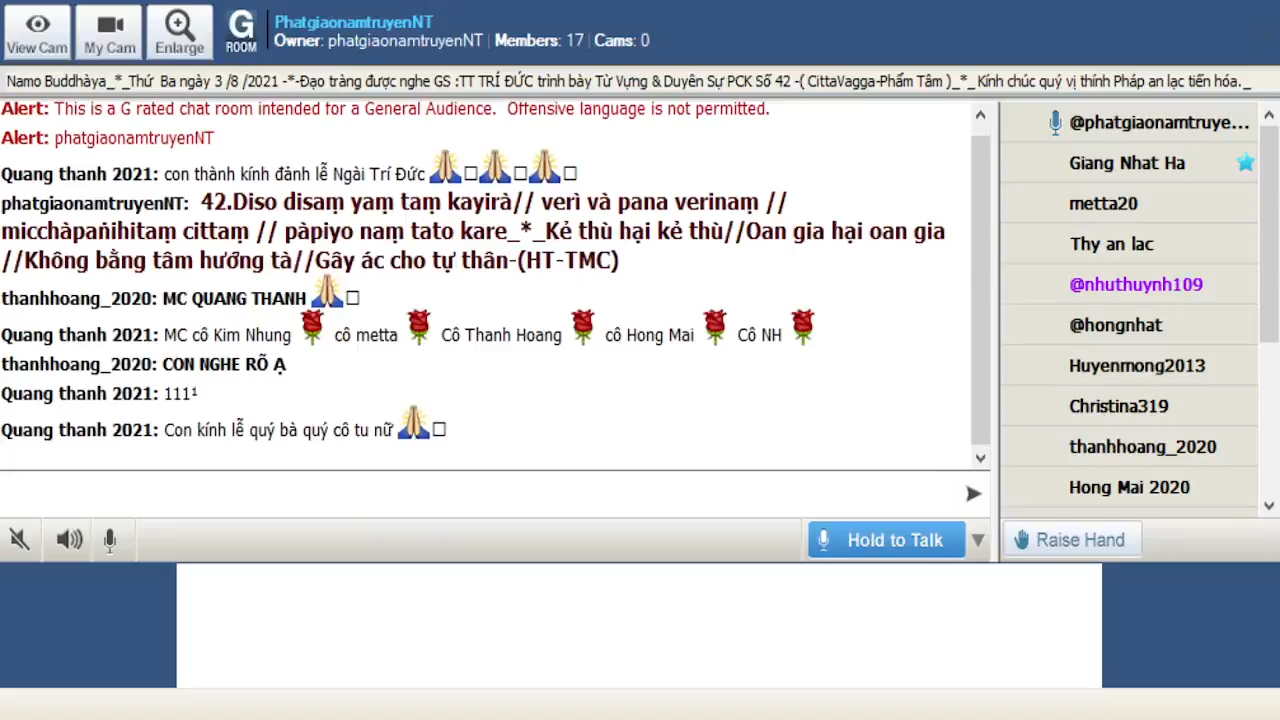 View Cam
My Cam
Enlarge
G
ROOM
PhatgiaonamtruyenNT
Owner: phatgiaonamtruyenNT | Members: 17 | Cams: 0
Namo Buddhàya_*_Thứ Ba ngày 3 /8 /2021 -*-Đạo tràng được nghe GS :TT TRÍ ĐỨC trình bày Từ Vựng & Duyên Sự PCK Số 42 -( CittaVagga-Phẩm Tâm )_*_Kính chúc quý vị thính Pháp an lạc tiến hóa._
Alert: This is a G rated chat room intended for a General Audience. Offensive language is not permitted.
Alert: phatgiaonamtruyenNT
Quang thanh 2021: con thành kính đảnh lễ Ngài Trí Đức
phatgiaonamtruyenNT: 42.Diso disaṃ yaṃ taṃ kayirà// verì và pana verinaṃ //
micchàpaṅihitaṃ cittaṃ // pàpiyo naṃ tato kare_*_Kẻ thù hại kẻ thù//Oan gia hại oan gia
//Không bằng tâm hướng tà//Gây ác cho tự thân-(HT-TMC)
thanhhoang_2020: MC QUANG THANH
Quang thanh 2021: MC cô Kim Nhung cô metta Cô Thanh Hoang cô Hong Mai Cô NH
thanhhoang_2020: CON NGHE RÕ Ạ
Quang thanh 2021: 111¹
Quang thanh 2021: Con kính lễ quý bà quý cô tu nữ
@phatgiaonamtruye...
Giang Nhat Ha
metta20
Thy an lac
@nhuthuynh109
@hongnhat
Huyenmong2013
Christina319
thanhhoang_2020
Hong Mai 2020
Hold to Talk
Raise Hand